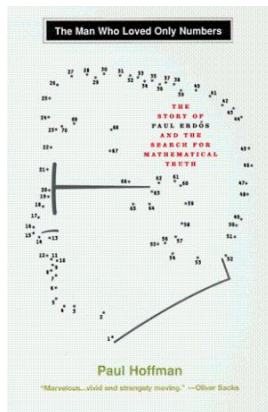 The Man Who Loved Only Numbers
THE
STORY OF
PAUL ERDŐS
AND THE
SEARCH FOR
MATHEMATICAL
TRUTH
Paul Hoffman
"Marvelous...vivid and strangely moving." —Oliver Sacks